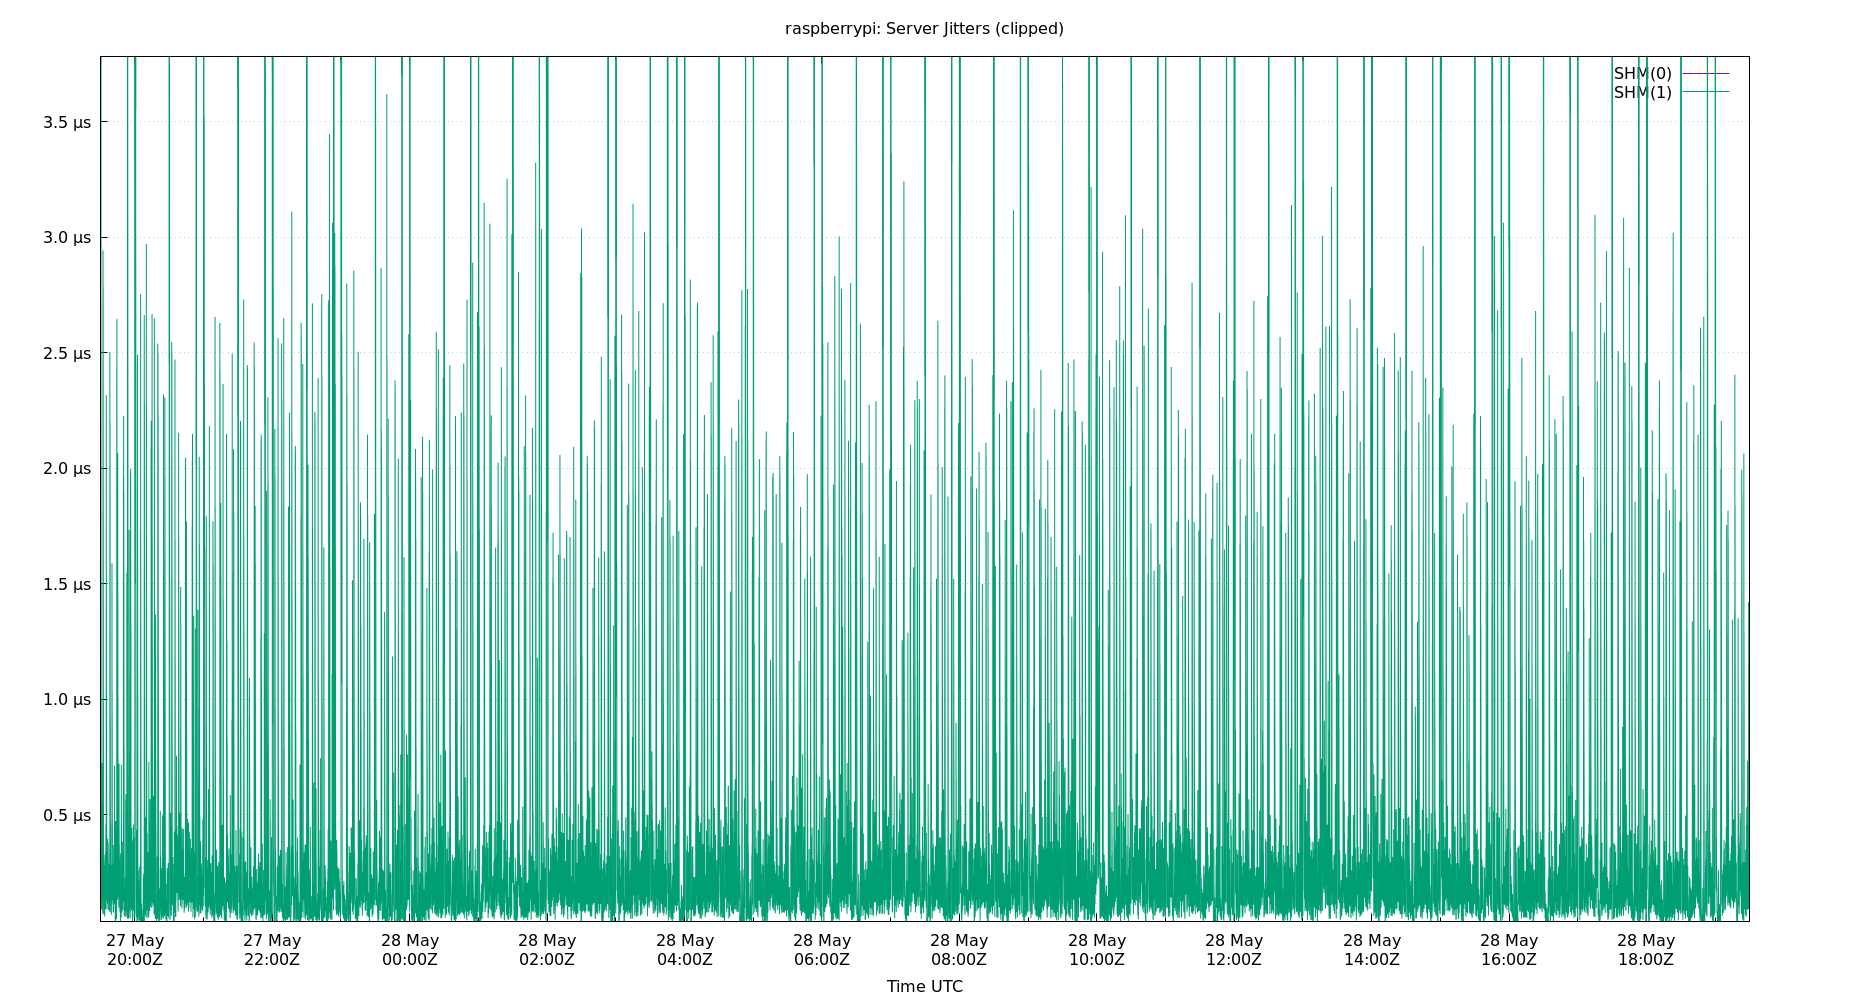 raspberrypi: Server Jitters (clipped)
SHM(0)
SHM(1)
3.5 µs
3.0 µs
2.5 µs
2.0 µs
1.5 µs
1.0 µs
0.5 µs
27 May 27 May 28 May 28 May 28 May 28 May 28 May 28 May 28 May 28 May 28 May 28 May
20:00Z 22:00Z 00:00Z 02:00Z 04:00Z 06:00Z 08:00Z 10:00Z 12:00Z 14:00Z 16:00Z 18:00Z
Time UTC